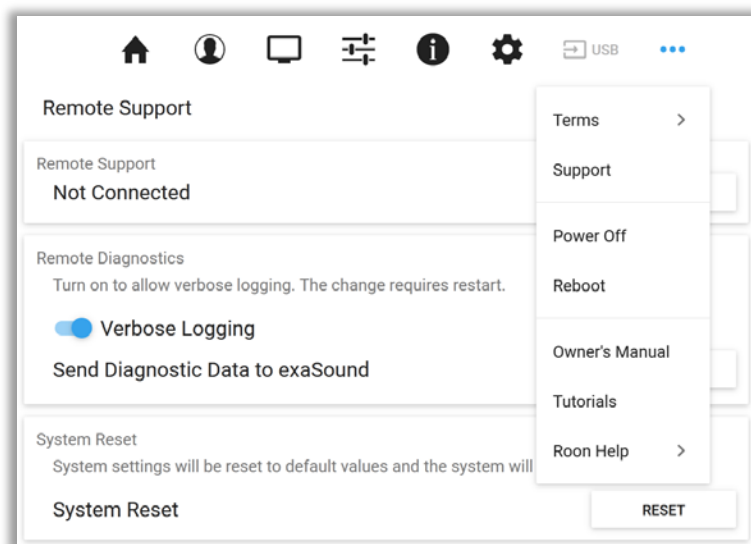 USB
Remote Support
Remote Support
Not Connected
Remote Diagnostics
Turn on to allow verbose logging. The change requires restart.
Verbose Logging
Send Diagnostic Data to exaSound
System Reset
System settings will be reset to default values and the system will
System Reset
RESET
Terms
Support
Power Off
Reboot
Owner's Manual
Tutorials
Roon Help